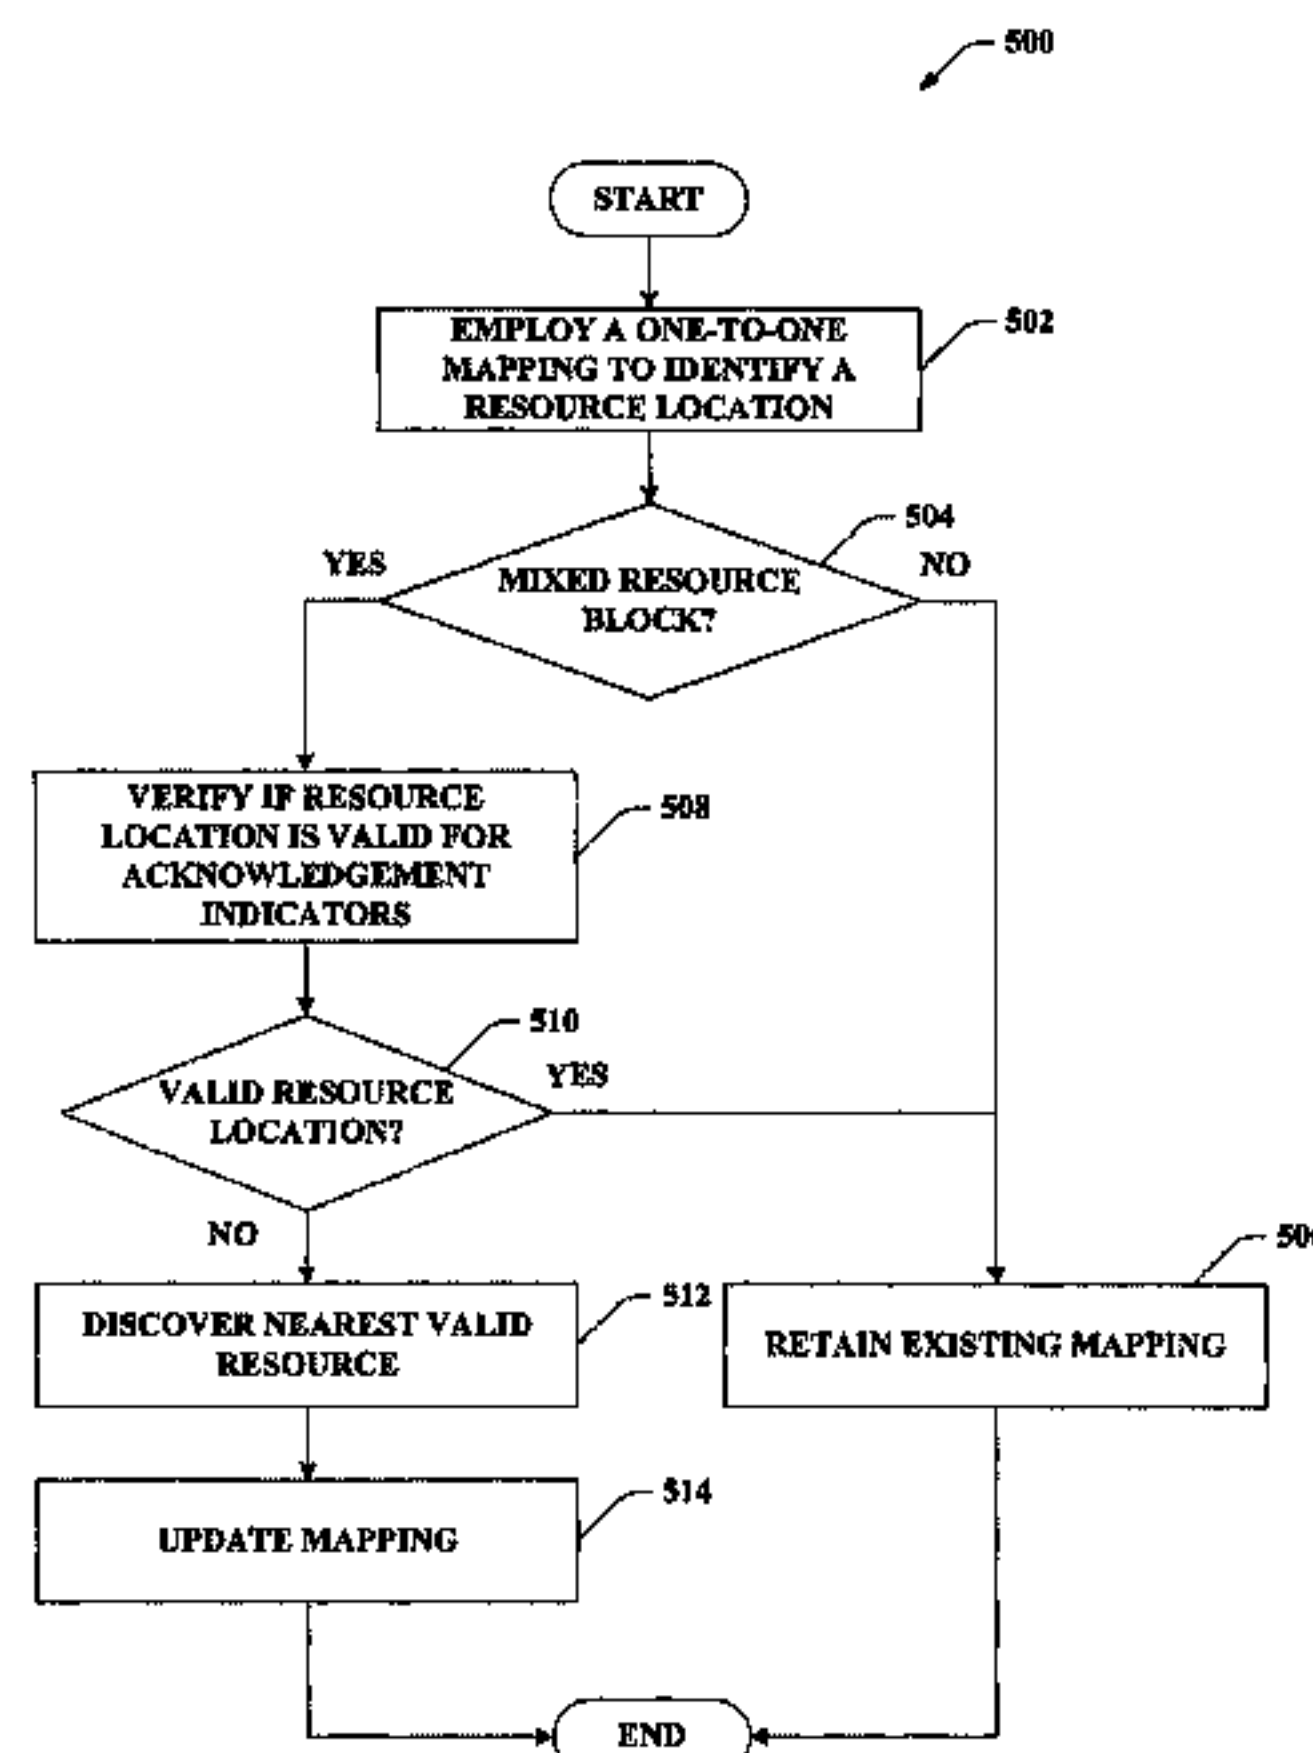 500
START
EMPLOY A ONE-TO-ONE
MAPPING TO IDENTIFY A
RESOURCE LOCATION
502
504
YES
NO
MIXED RESOURCE
BLOCK?
VERIFY IF RESOURCE
LOCATION IS VALID FOR
ACKNOWLEDGEMENT
INDICATORS
508
510
VALID RESOURCE
LOCATION?
YES
NO
DISCOVER NEAREST VALID
RESOURCE
512
RETAIN EXISTING MAPPING
UPDATE MAPPING
514
END